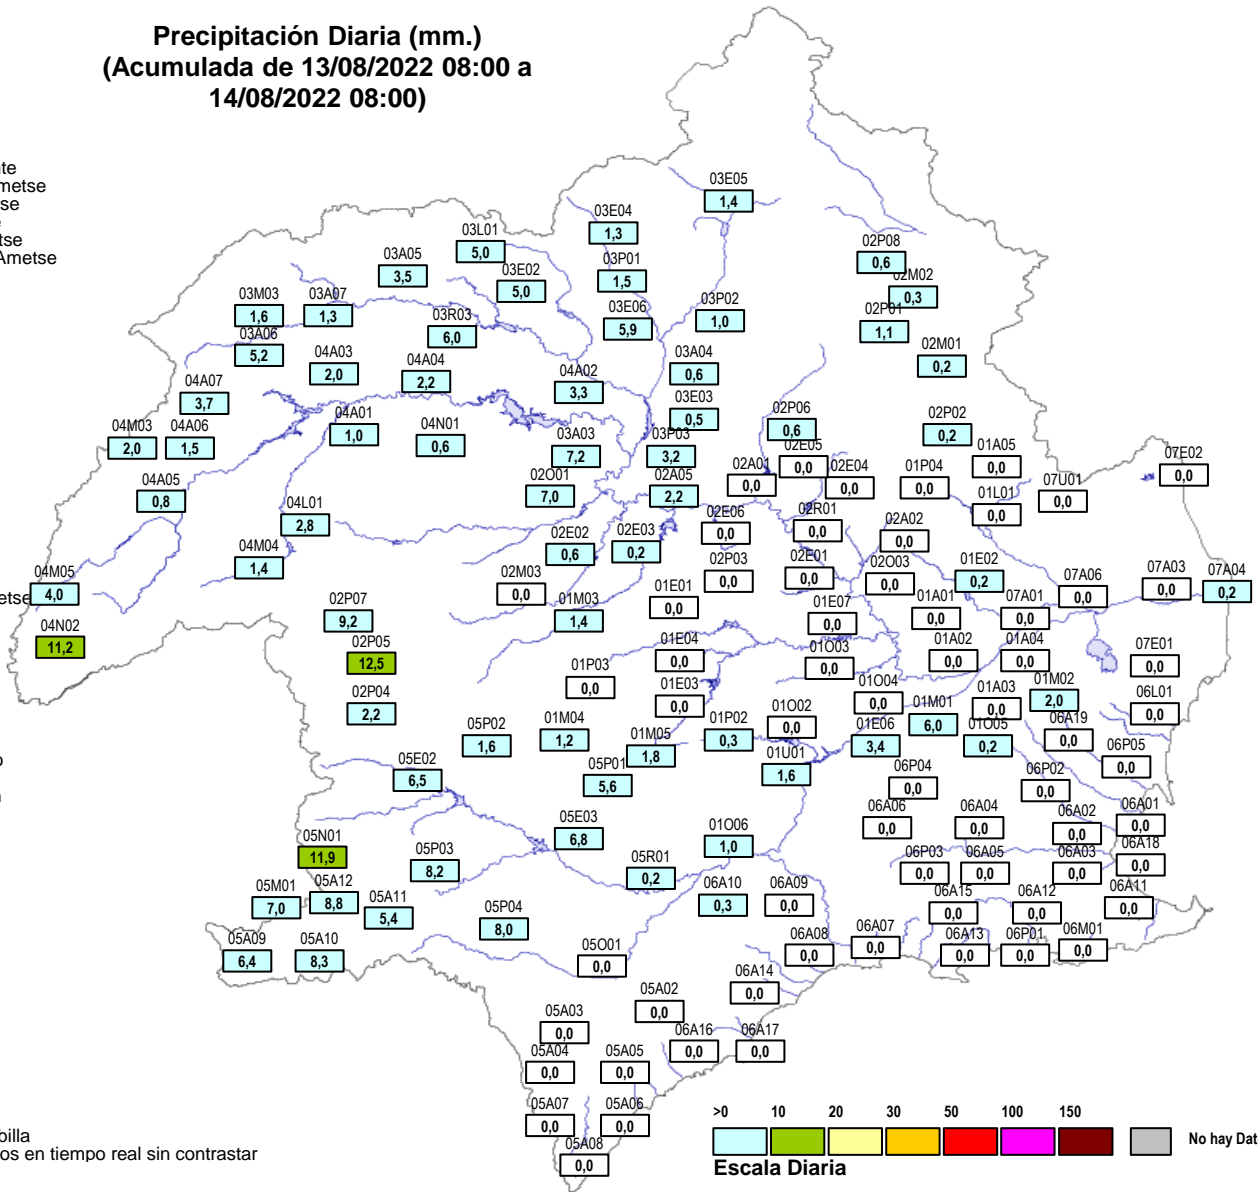 Precipitación Diaria (mm.)
(Acumulada de 13/08/2022 08:00 a
14/08/2022 08:00)
nte
metse
tse
e
tse
Ametse
03E05
1,4
03E04
1,3
03L01
5,0
03A05
3,5
03E02
5,0
03P01
1,5
02P08
0,6
02M02
0,3
03M03
1,6
03A07
1,3
03R03
6,0
03E06
5,9
03P02
1,0
02P01
1,1
03A06
5,2
04A03
2,0
04A04
2,2
04A02
3,3
03A04
0,6
02M01
0,2
04A07
3,7
03E03
0,5
04M03
2,0
04A06
1,5
04A01
1,0
04N01
0,6
03A03
7,2
03P03
3,2
02P06
0,6
02P02
0,2
02E05
0,0
01A05
0,0
07E02
0,0
04A05
0,8
02O01
7,0
02A05
2,2
02A01
0,0
02E04
0,0
01P04
0,0
07U01
0,0
01L01
0,0
04L01
2,8
02E06
0,0
02R01
0,0
02A02
0,0
04M04
1,4
02E02
0,6
02E03
0,2
02P03
0,0
02E01
0,0
02O03
0,0
01E02
0,2
04M05
4,0
etse
02M03
0,0
01M03
1,4
01E01
0,0
07A06
0,0
07A03
0,0
07A04
0,2
04N02
11,2
02P07
9,2
01E07
0,0
01A01
0,0
07A01
0,0
02P05
12,5
01P03
0,0
01E04
0,0
01O03
0,0
01A02
0,0
01A04
0,0
07E01
0,0
02P04
2,2
01E03
0,0
01O04
0,0
01A03
0,0
01M02
2,0
06L01
0,0
05P02
1,6
01M04
1,2
01M05
1,8
01P02
0,3
01O02
0,0
01E06
3,4
01M01
6,0
01O05
0,2
06A19
0,0
06P05
0,0
o
05E02
6,5
05P01
5,6
01U01
1,6
06P04
0,0
06P02
0,0
05N01
11,9
05E03
6,8
01O06
1,0
06A06
0,0
06A04
0,0
06A02
0,0
06A01
0,0
05P03
8,2
05R01
0,2
06P03
0,0
06A05
0,0
06A03
0,0
06A18
0,0
05M01
7,0
05A12
8,8
05A11
5,4
06A10
0,3
06A09
0,0
06A15
0,0
06A12
0,0
06A11
0,0
05A09
6,4
05A10
8,3
05P04
8,0
05O01
0,0
06A08
0,0
06A07
0,0
06A13
0,0
06P01
0,0
06M01
0,0
05A02
0,0
06A14
0,0
05A03
0,0
06A16
0,0
06A17
0,0
05A04
0,0
05A05
0,0
05A07
0,0
05A06
0,0
05A08
0,0
>0 10 20 30 50 100 150
No hay Dat
Escala Diaria
billa
os en tiempo real sin contrastar